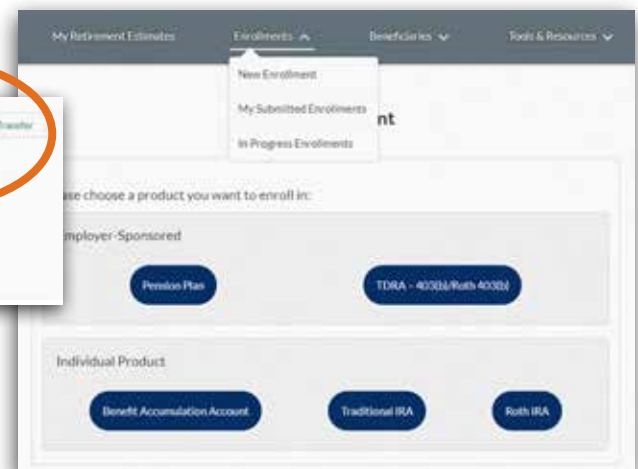 My Retirement Estimates Enrollments Beneficiaries Tools & Resources
New Enrollment
My Submitted Enrollments
In Progress Enrollments
nt
Transfer
ase choose a product you want to enroll in:
mployer-Sponsored
Pension Plan TDRA - 403(b)/Roth 403(b)
Individual Product
Benefit Accumulation Account Traditional IRA Roth IRA